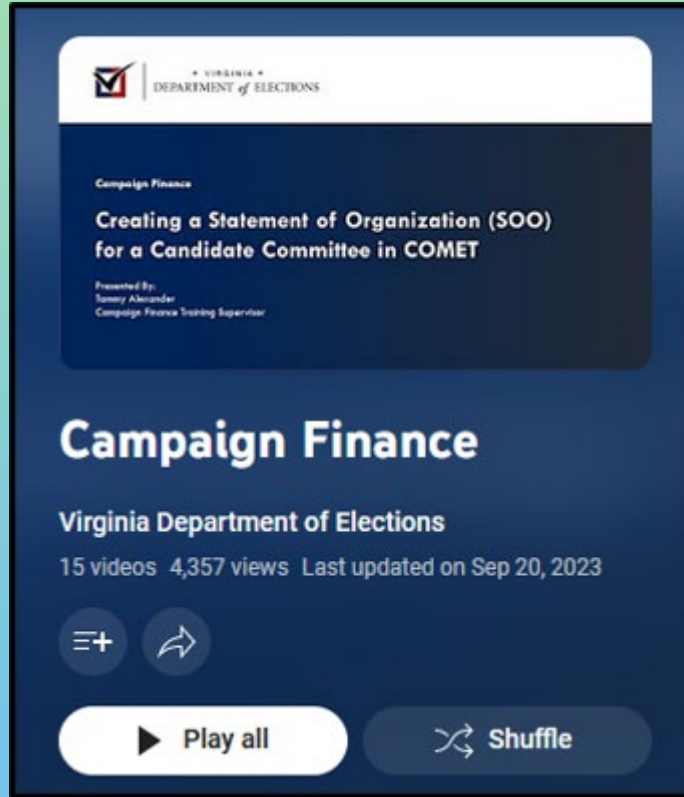 * VIRGINIA *
DEPARTMENT of ELECTIONS
Campaign Finance
Creating a Statement of Organization (SOO)
for a Candidate Committee in COMET
Presented By:
Tammy Alexander
Campaign Finance Training Supervisor
Campaign Finance
Virginia Department of Elections
15 videos 4,357 views Last updated on Sep 20, 2023
Play all
Shuffle